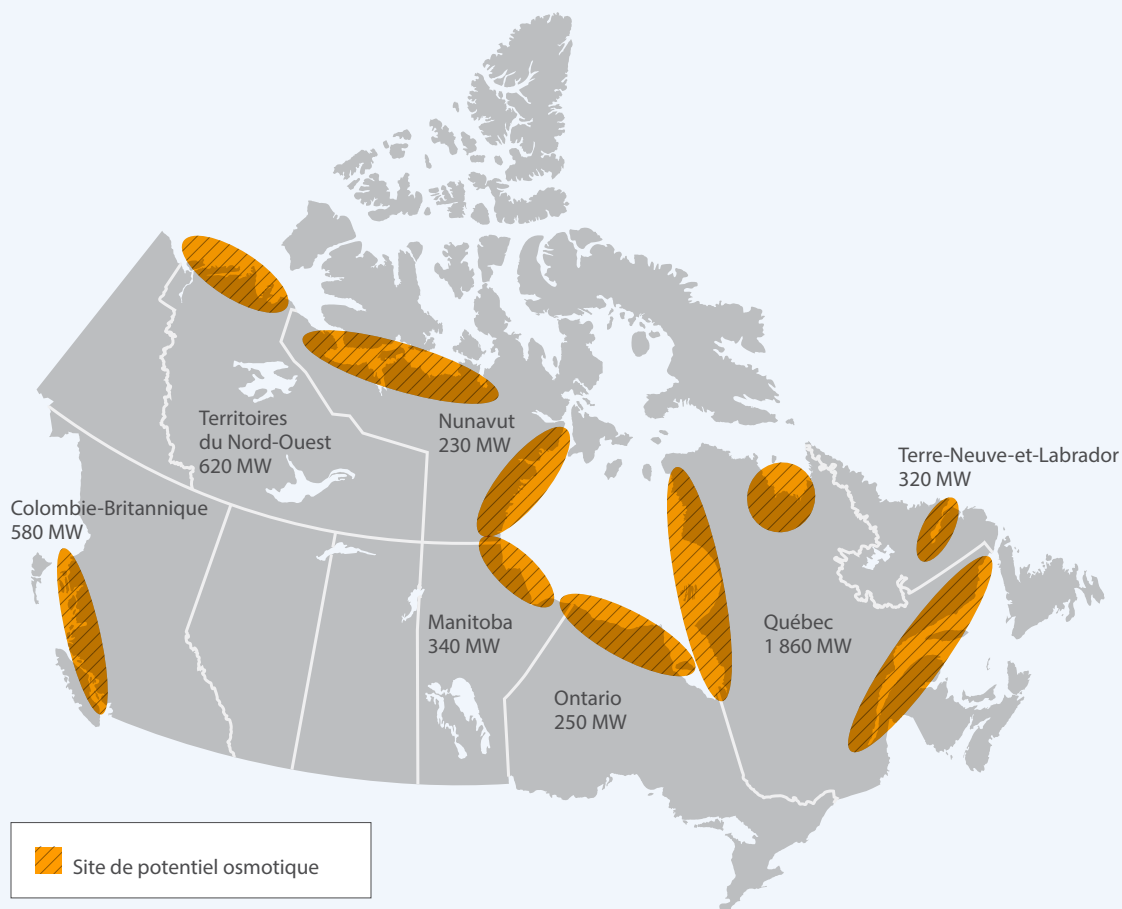 Territoires
du Nord-Ouest
620 MW
Nunavut
230 MW
Terre-Neuve-et-Labrador
320 MW
Colombie-Britannique
580 MW
Manitoba
340 MW
Québec
1 860 MW
Ontario
250 MW
Site de potentiel osmotique